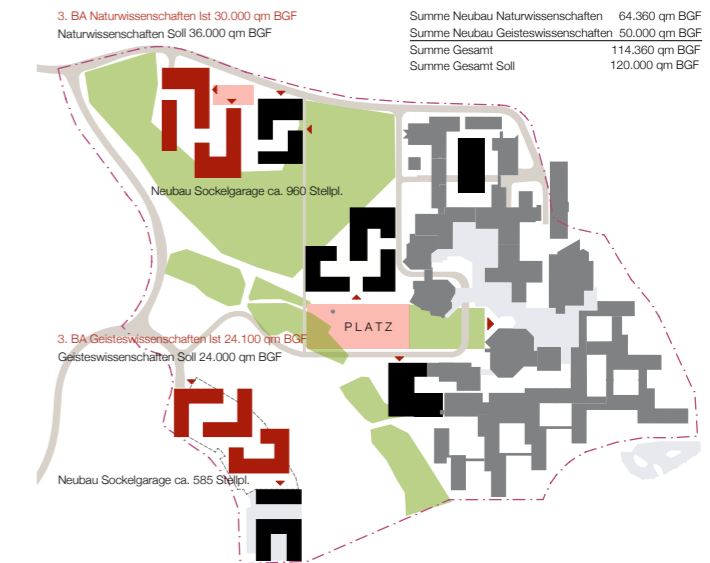 3. BA Naturwissenschaften Ist 30.000 qm BGF
Naturwissenschaften Soll 36.000 qm BGF
Summe Neubau Naturwissenschaften 64.360 qm BGF
Summe Neubau Geisteswissenschaften 50.000 qm BGF
Summe Gesamt 114.360 qm BGF
Summe Gesamt Soll 120.000 qm BGF
Neubau Sockelgarage ca. 960 Stellpl.
PLATZ
3. BA Geisteswissenschaften Ist 24.100 qm BGF
Geisteswissenschaften Soll 24.000 qm BGF
Neubau Sockelgarage ca. 585 Stellpl.